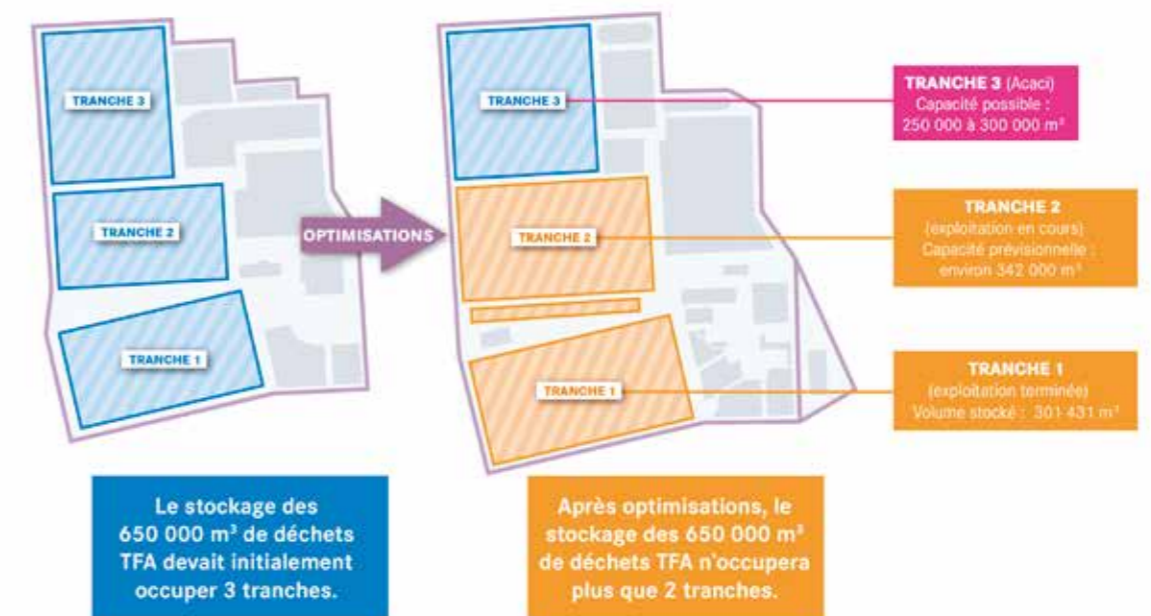 TRANCHE 3
TRANCHE 2
TRANCHE 1
OPTIMISATIONS
TRANCHE 3
TRANCHE 2
TRANCHE 1
TRANCHE 3 (Acaci)
Capacité possible :
250 000 à 300 000 m³
TRANCHE 2
(exploitation en cours)
Capacité prévisionnelle :
environ 342 000 m³
TRANCHE 1
(exploitation terminée)
Volume stocké : 301 431 m³
Le stockage des
650 000 m³ de déchets
TFA devait initialement
occuper 3 tranches.
Après optimisations, le
stockage des 650 000 m³
de déchets TFA n'occupera
plus que 2 tranches.